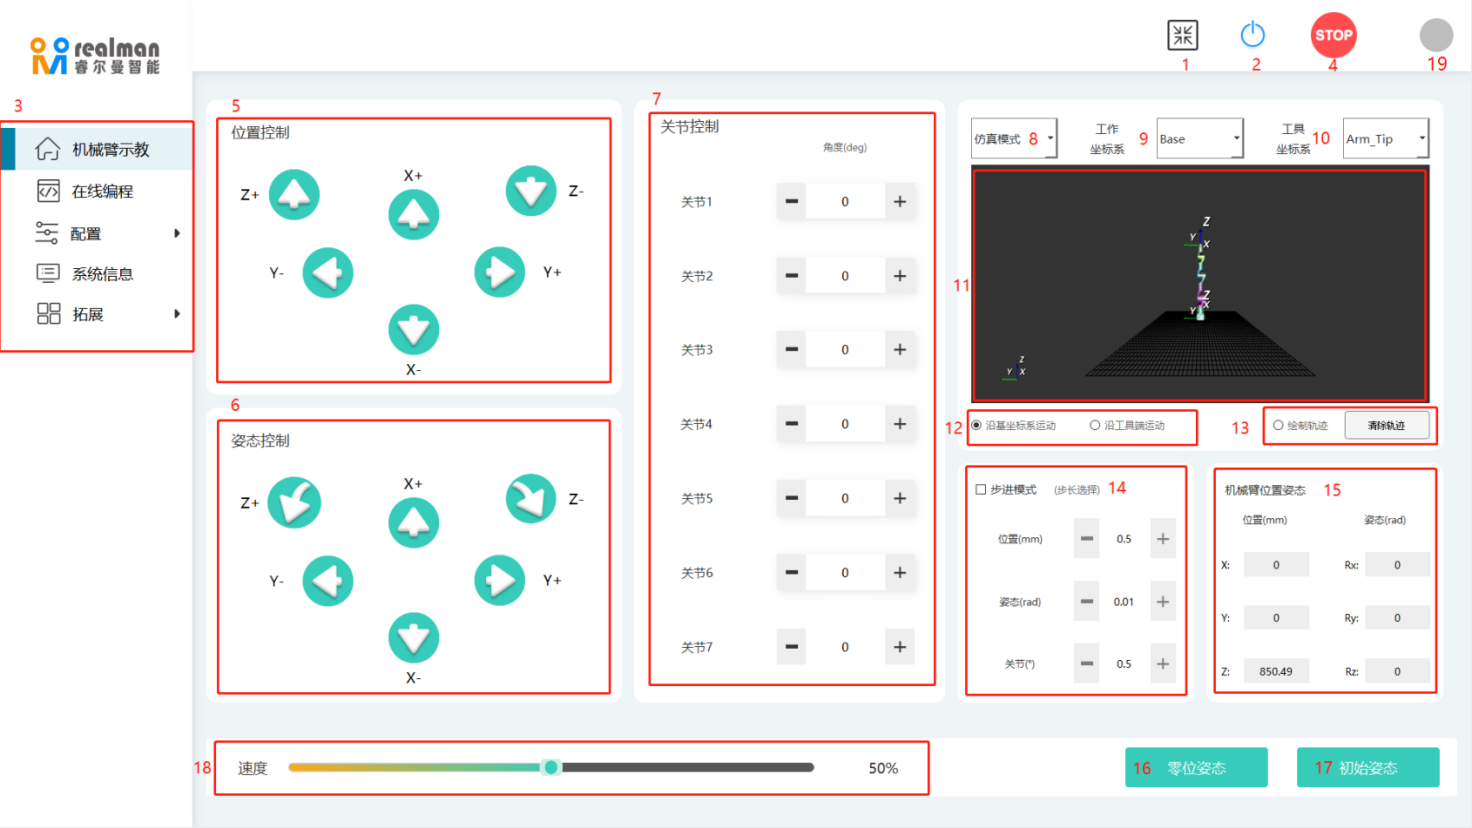 realman
睿尔曼智能
STOP
1
2
4
19
3
机械臂示教
在线编程
配置
系统信息
拓展
5
位置控制
Z+
X+
Z-
Y-
Y+
X-
6
姿态控制
Z+
X+
Z-
Y-
Y+
X-
7
关节控制
角度(deg)
关节1 0
关节2 0
关节3 0
关节4 0
关节5 0
关节6 0
关节7 0
仿真模式 8
工作
坐标系
9
Base
工具
坐标系
10
Arm_Tip
11
Z
Y
X
Z
Y
X
Z
Y X
12
沿基坐标系运动
沿工具端运动
13
绘制轨迹
清除轨迹
步进模式 (步长选择) 14
位置(mm) 0.5
姿态(rad) 0.01
关节(°) 0.5
机械臂位置姿态 15
位置(mm) 姿态(rad)
X: 0 Rx: 0
Y: 0 Ry: 0
Z: 850.49 Rz: 0
18
速度
50%
16 零位姿态
17 初始姿态